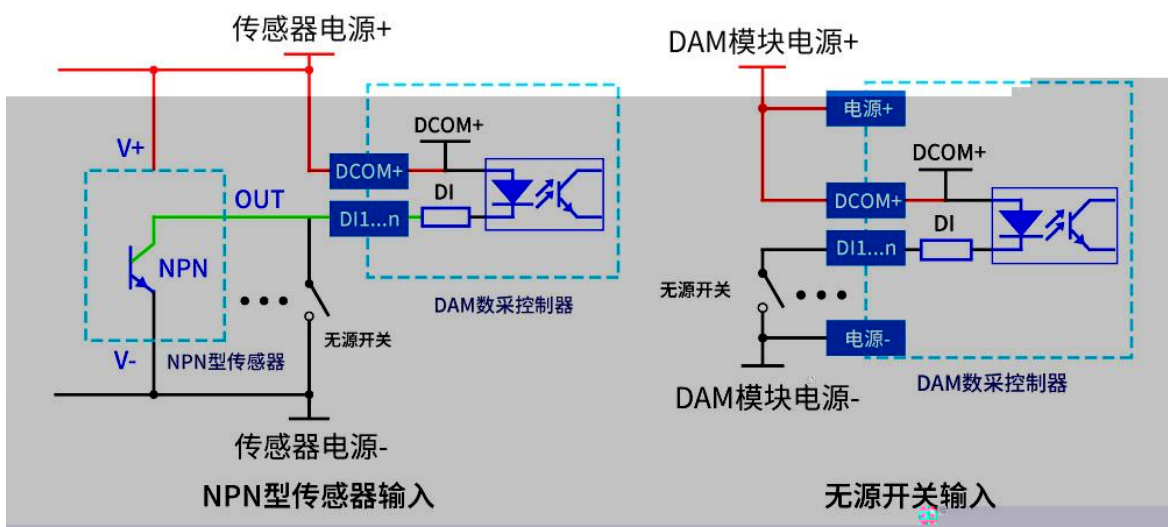 传感器电源+
DCOM+
V+
DCOM+
DI
OUT
DI1...n
NPN
DAM数采控制器
无源开关
V-
NPN型传感器
传感器电源-
NPN型传感器输入
DAM模块电源+
电源+
DCOM+
DCOM+
DI
DI1...n
无源开关
电源-
DAM模块电源-
DAM数采控制器
无源开关输入